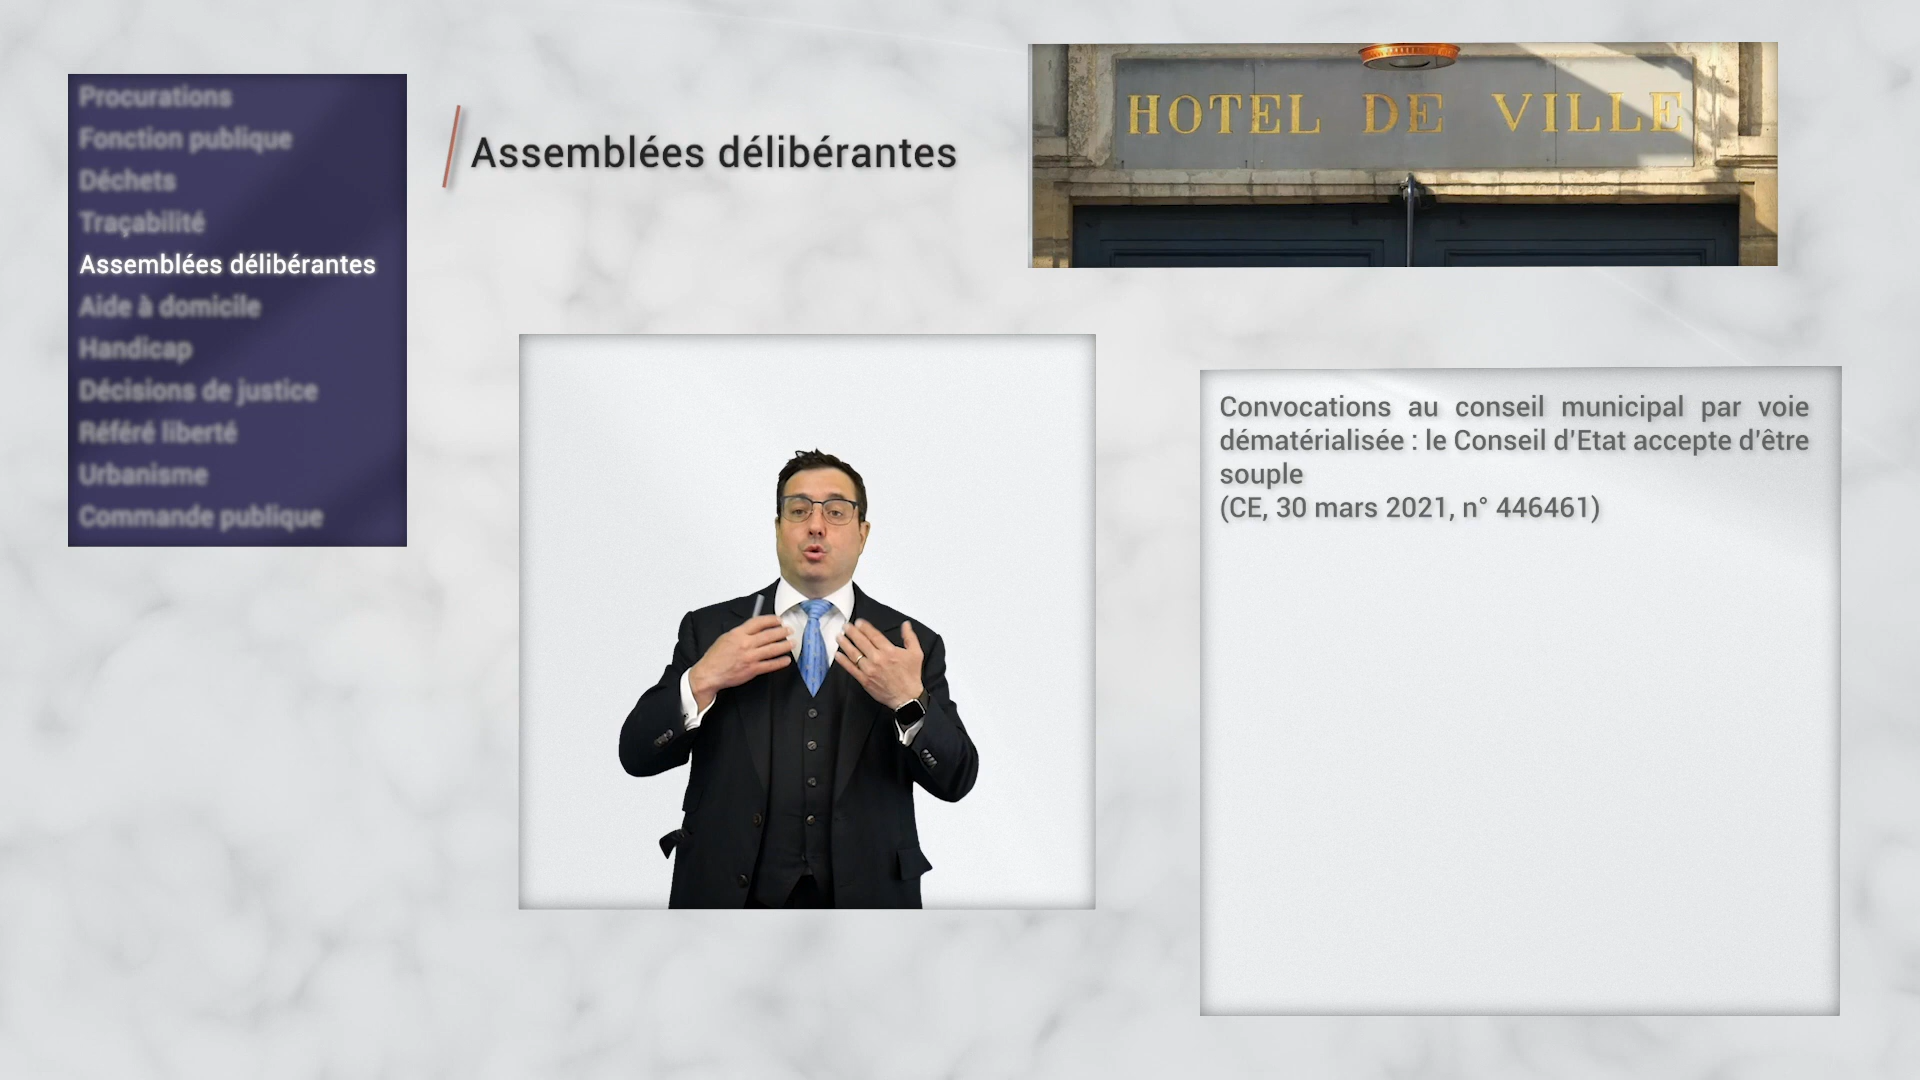 Procurations
Fonction publique
Déchets
Traçabilité
Assemblées délibérantes
Aide à domicile
Handicap
Décisions de justice
Référé liberté
Urbanisme
Commande publique
Assemblées délibérantes
HOTEL DE VILLE
Convocations au conseil municipal par voie
dématérialisée : le Conseil d'Etat accepte d'être
souple
(CE, 30 mars 2021, n° 446461)